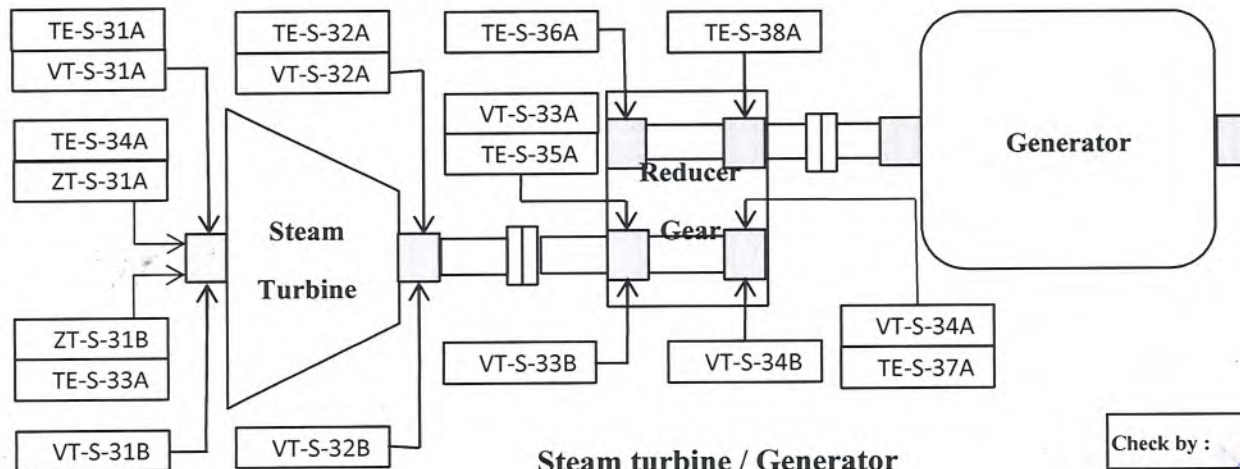 TE-S-31A
VT-S-31A
TE-S-32A
VT-S-32A
TE-S-36A
TE-S-38A
TE-S-34A
ZT-S-31A
VT-S-33A
TE-S-35A
Reducer
Gear
Generator
Steam
Turbine
ZT-S-31B
TE-S-33A
VT-S-33B
VT-S-34B
VT-S-34A
TE-S-37A
VT-S-31B
VT-S-32B
Steam turbine / Generator
Check by :